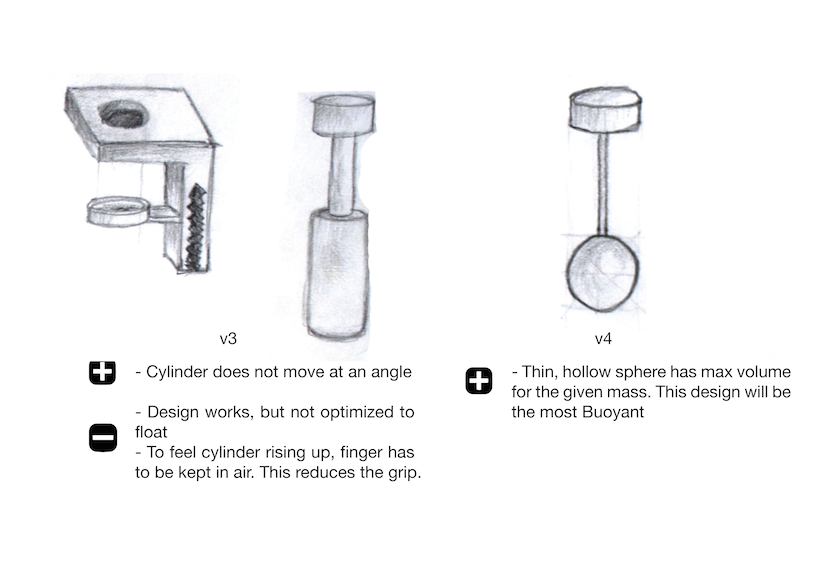 v3
- Cylinder does not move at an angle
- Design works, but not optimized to
float
- To feel cylinder rising up, finger has
to be kept in air. This reduces the grip.
v4
- Thin, hollow sphere has max volume
for the given mass. This design will be
the most Buoyant